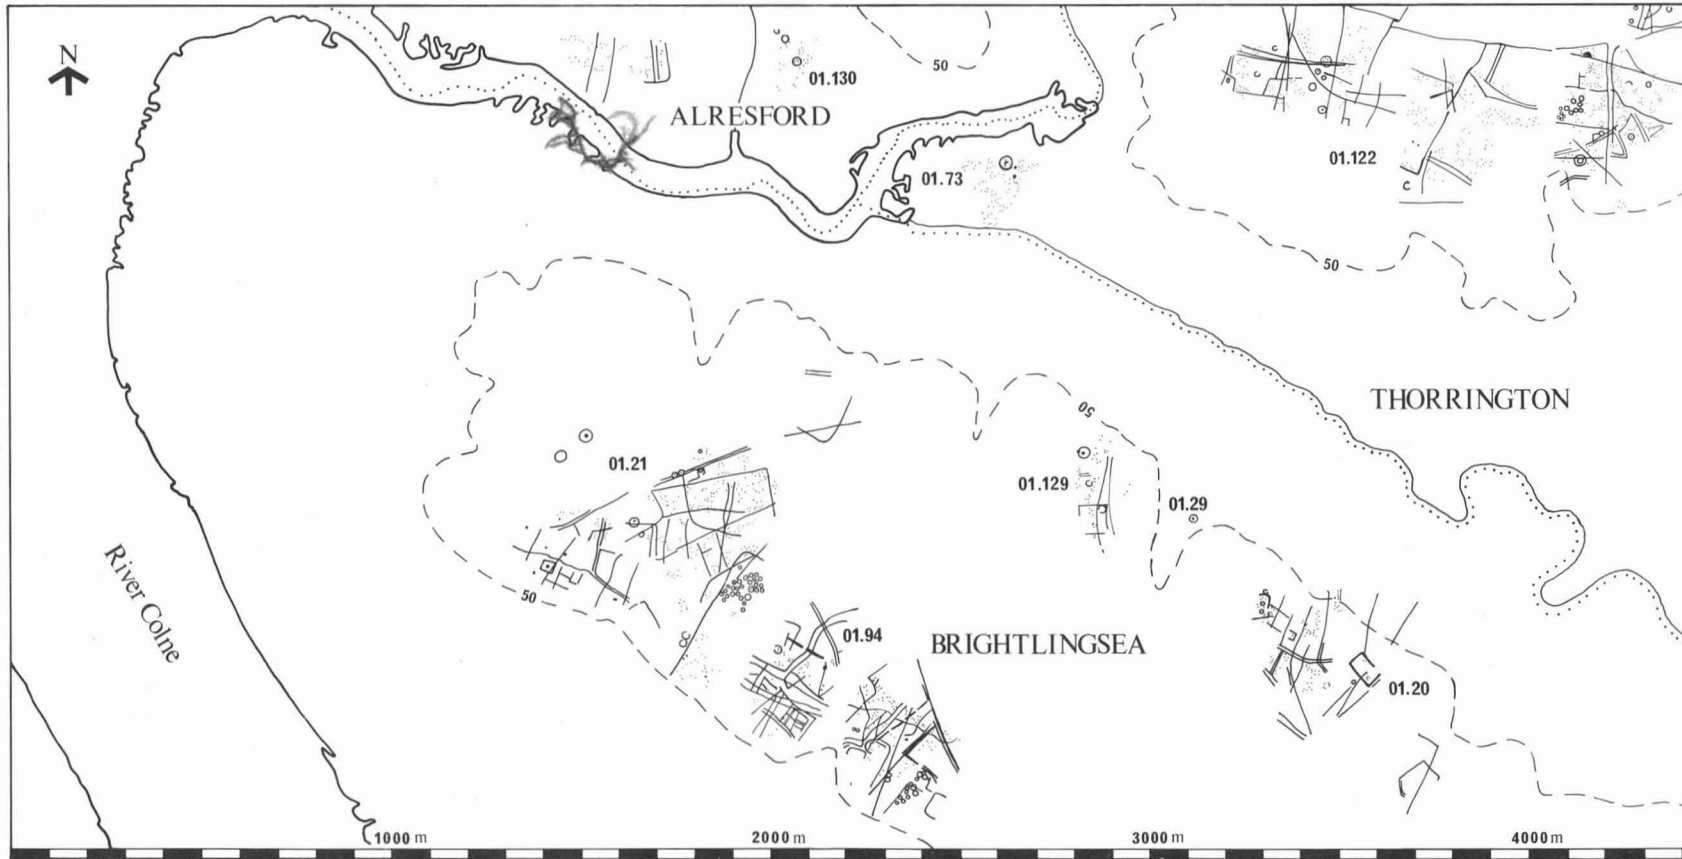 N
50
01.130
ALRESFORD
01.73
01.122
50
THORRINGTON
50
01.21
01.129
01.29
50
River Colne
01.94
BRIGHTLINGSEA
01.20
1000 m
2000 m
3000 m
4000 m